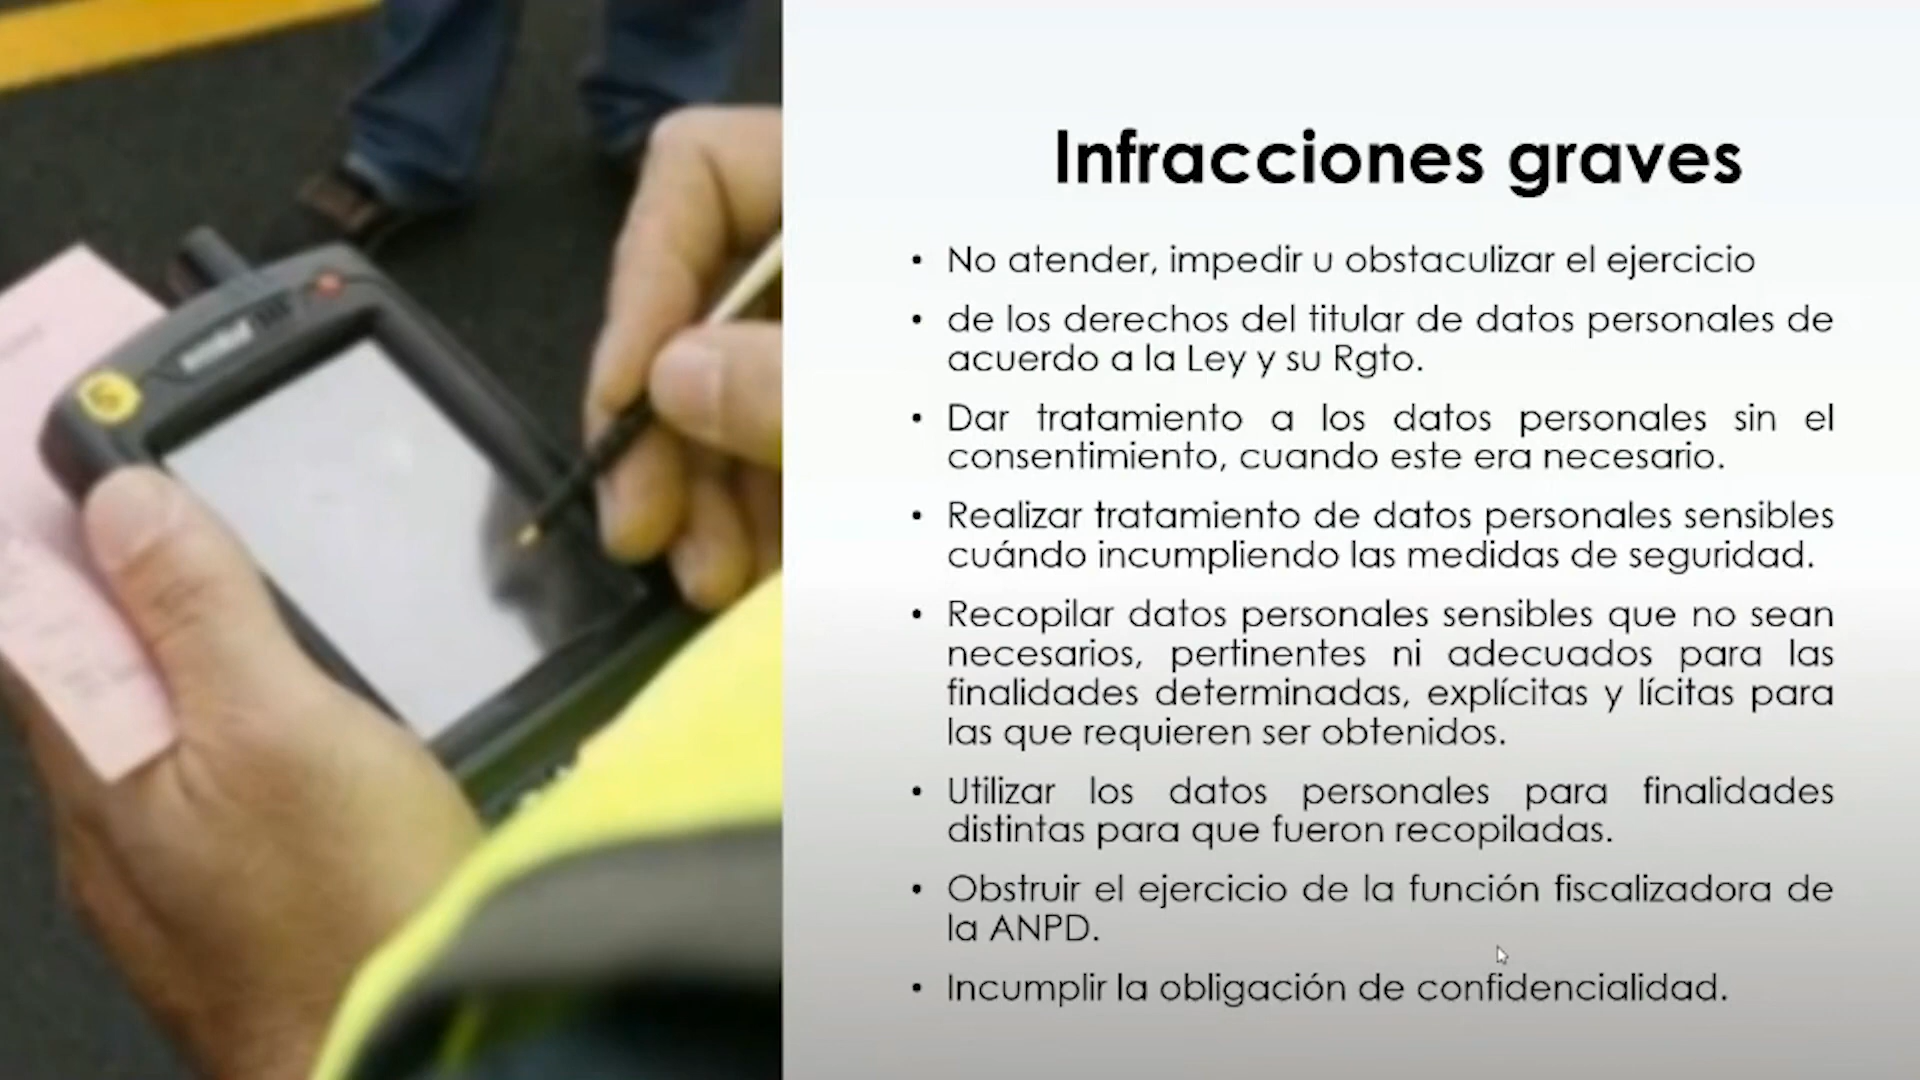 Infracciones graves
• No atender, impedir u obstaculizar el ejercicio
• de los derechos del titular de datos personales de
acuerdo a la Ley y su Rgto.
• Dar tratamiento a los datos personales sin el
consentimiento, cuando este era necesario.
• Realizar tratamiento de datos personales sensibles
cuándo incumpliendo las medidas de seguridad.
• Recopilar datos personales sensibles que no sean
necesarios, pertinentes ni adecuados para las
finalidades determinadas, explícitas y lícitas para
las que requieren ser obtenidos.
• Utilizar los datos personales para finalidades
distintas para que fueron recopiladas.
• Obstruir el ejercicio de la función fiscalizadora de
la ANPD.
• Incumplir la obligación de confidencialidad.